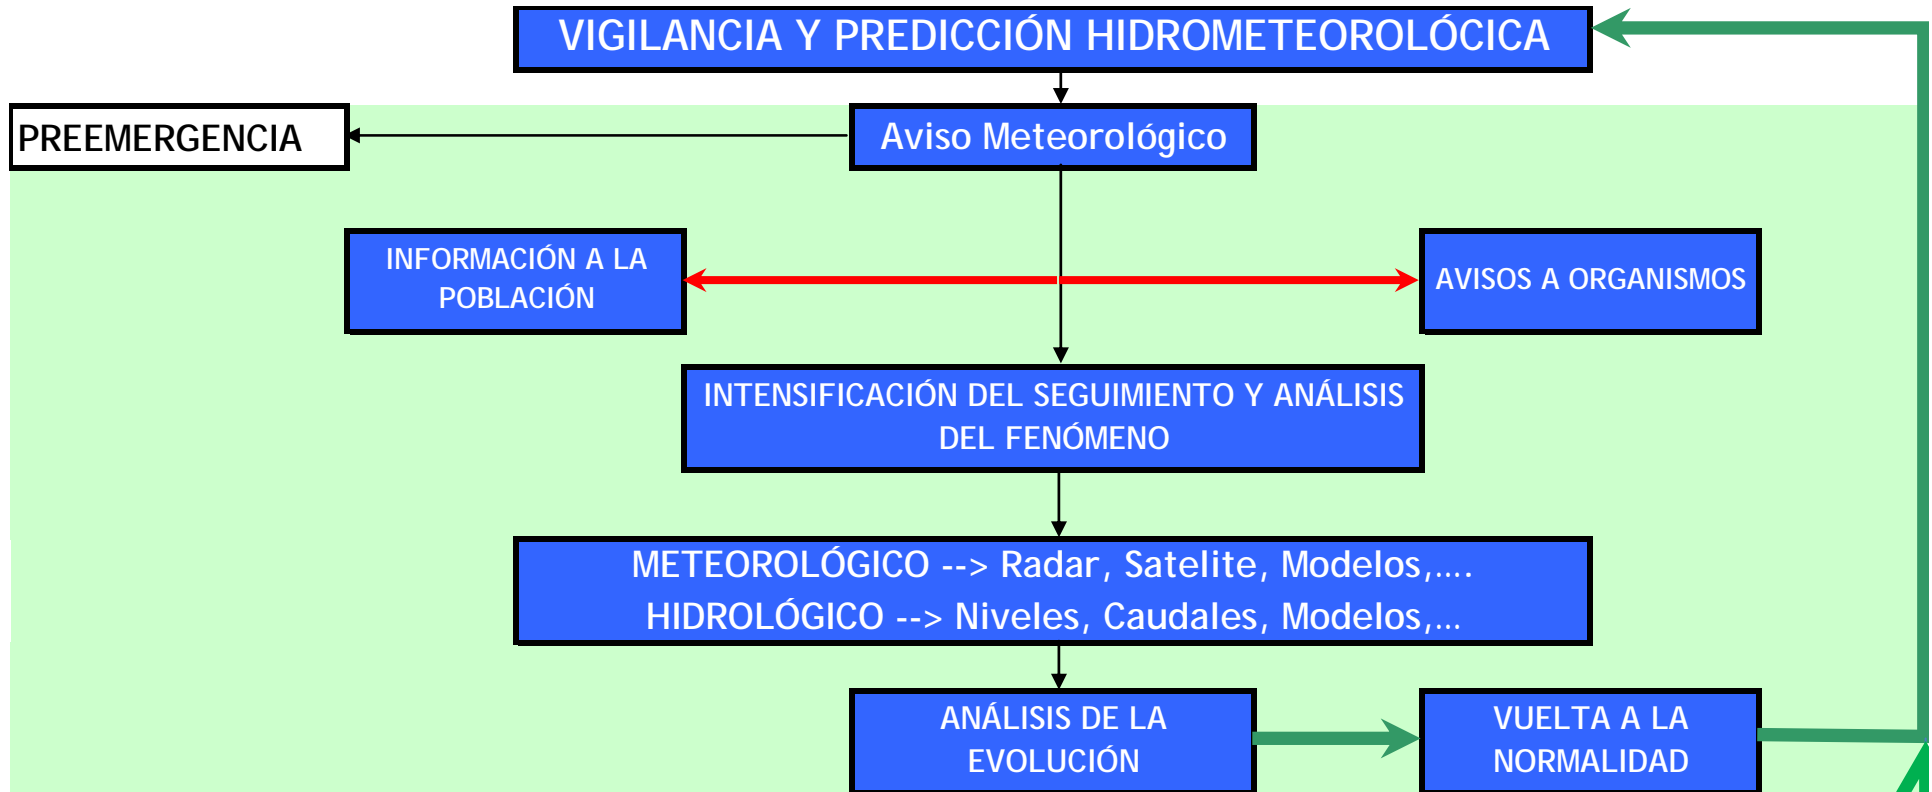 VIGILANCIA Y PREDICCIÓN HIDROMETEOROLÓCICA
PREEMERGENCIA
Aviso Meteorológico
INFORMACIÓN A LA
POBLACIÓN
AVISOS A ORGANISMOS
INTENSIFICACIÓN DEL SEGUIMIENTO Y ANÁLISIS
DEL FENÓMENO
METEOROLÓGICO --> Radar, Satelite, Modelos,....
HIDROLÓGICO --> Niveles, Caudales, Modelos,...
ANÁLISIS DE LA
EVOLUCIÓN
VUELTA A LA
NORMALIDAD